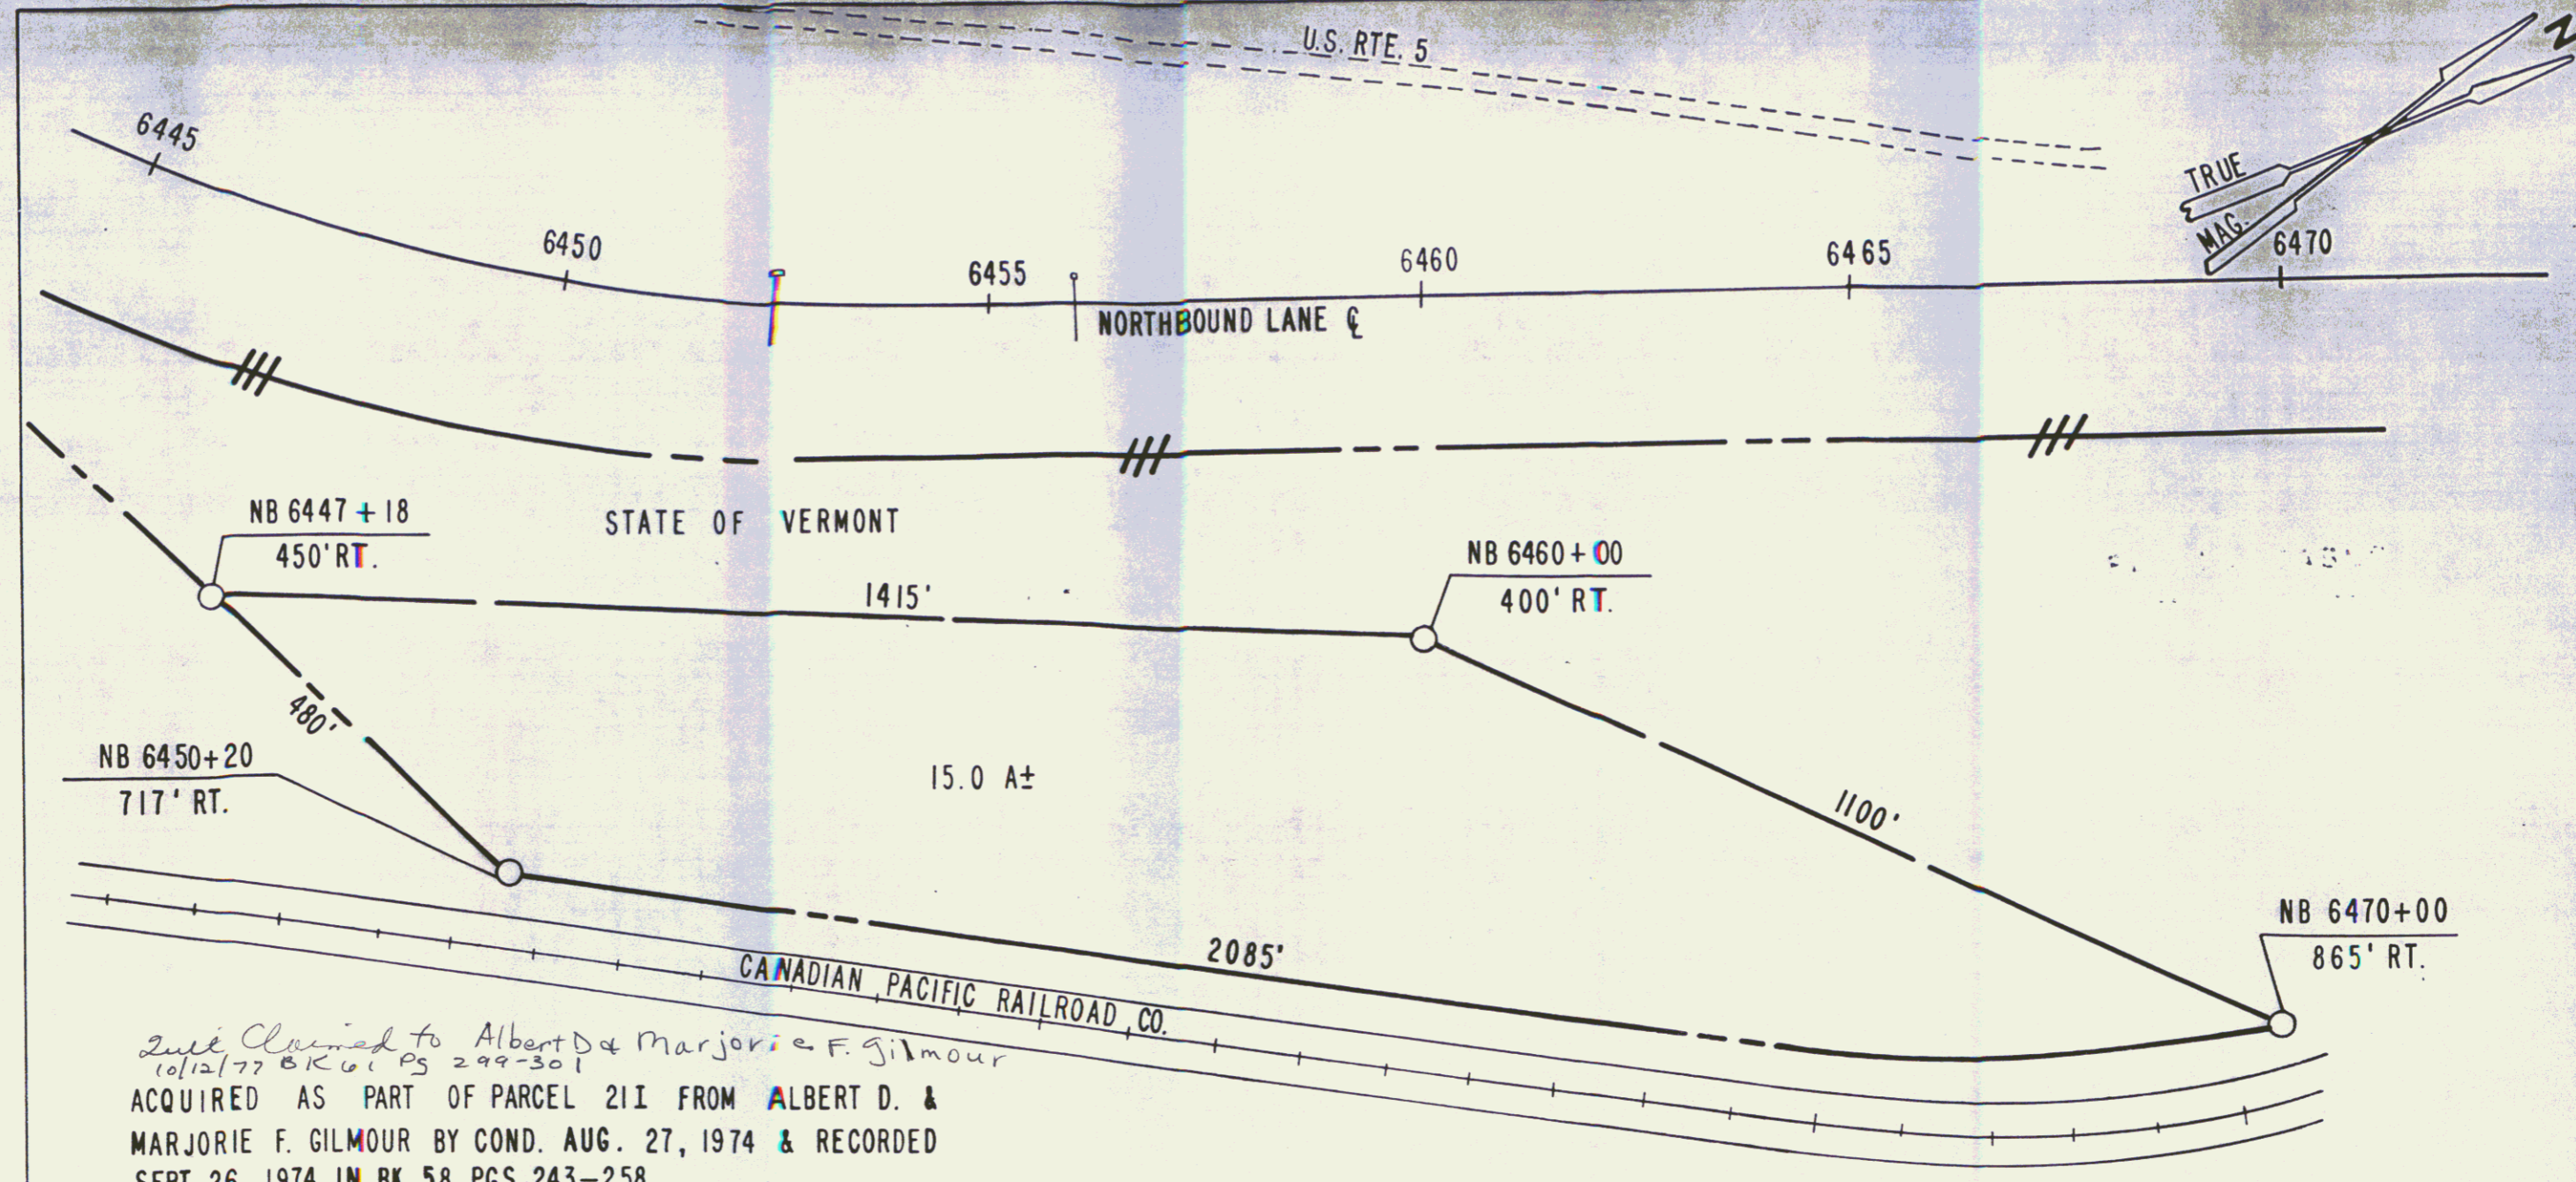 U.S. RTE. 5
N
TRUE
MAG.
6445
6450
6455
6460
6465
6470
NORTHBOUND LANE ℄
NB 6447 + 18
450' RT.
STATE OF VERMONT
NB 6460 + 00
400' RT.
1415'
480'
NB 6450+20
717' RT.
15.0 A±
1100'
NB 6470+00
865' RT.
2085'
CANADIAN PACIFIC RAILROAD CO.
Quit Claimed to Albert D & Marjorie F. Gilmour
10/12/77 BK 61 Pg 299-301
ACQUIRED AS PART OF PARCEL 21I FROM ALBERT D. &
MARJORIE F. GILMOUR BY COND. AUG. 27, 1974 & RECORDED
SEPT 26, 1974 IN BK 58 PGS 243-258